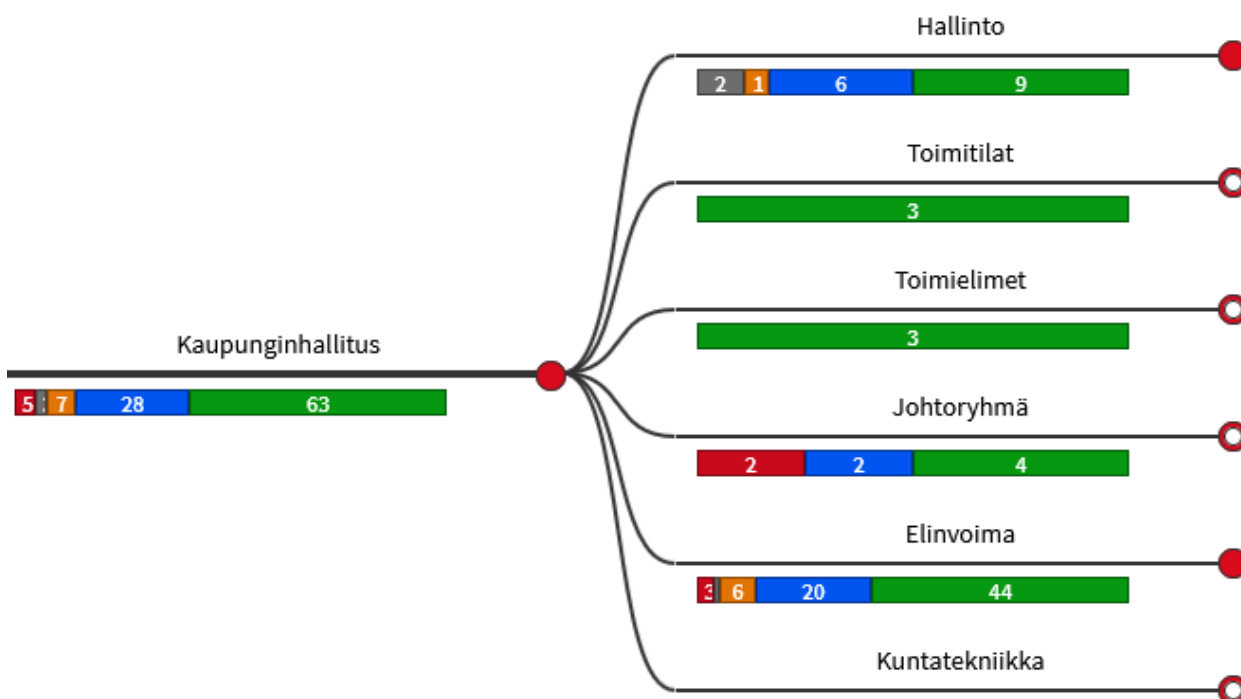 Hallinto
2 1 6 9
Toimitilat
3
Toimielimet
3
Kaupunginhallitus
5 7 28 63
Johtoryhmä
2 2 4
Elinvoima
3 6 20 44
Kuntatekniikka